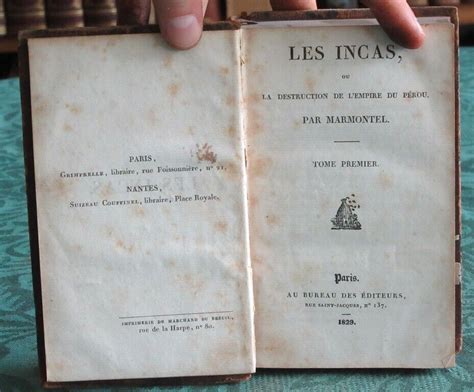 PARIS,
GRIMPRELLE, libraire, rue Poissonnière, n° 21,
NANTES,
SUIZEAU COUFFINEL, libraire, Place Royale.
IMPRIMERIE DE MARCHAND DU BREUIL,
rue de la Harpe, n° 80.
LES INCAS,
OU
LA DESTRUCTION DE L'EMPIRE DU PÉROU.
PAR MARMONTEL.
TOME PREMIER.
Paris.
AU BUREAU DES ÉDITEURS,
RUE SAINT-JACQUES, N° 137.
1829.